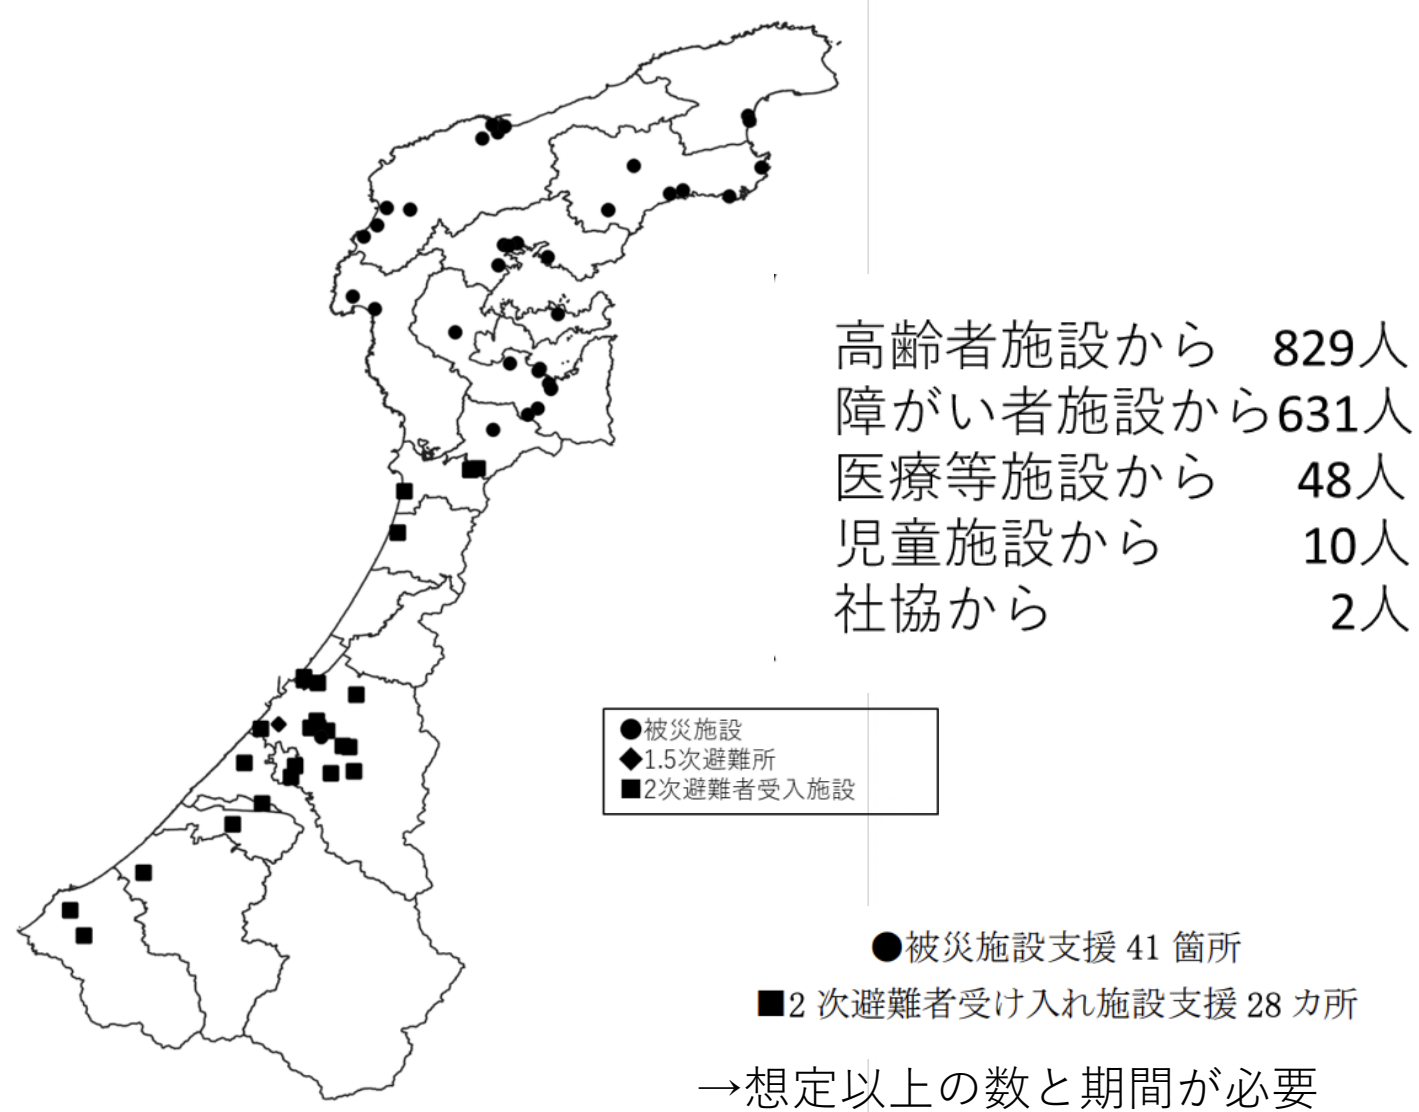 高齢者施設から 829人
障がい者施設から631人
医療等施設から 48人
児童施設から 10人
社協から 2人
●被災施設
◆1.5次避難所
■2次避難者受入施設
●被災施設支援 41 箇所
■2 次避難者受け入れ施設支援 28 カ所
→想定以上の数と期間が必要